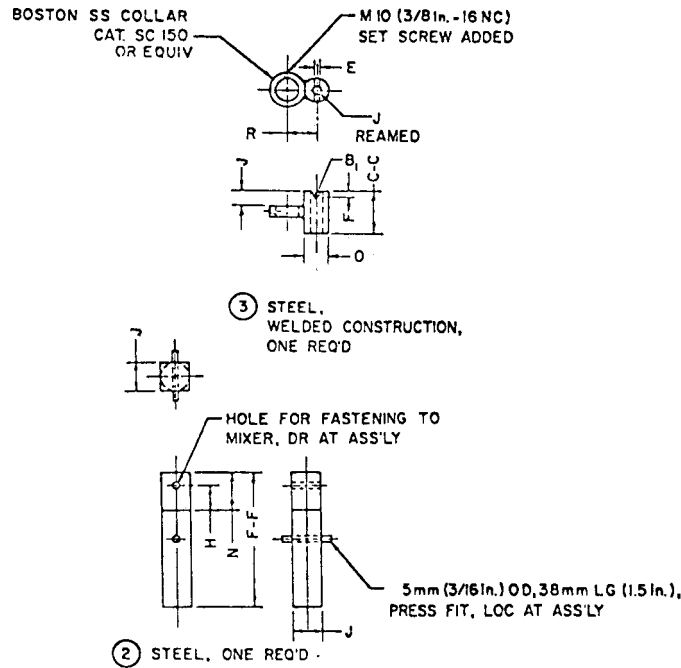 BOSTON SS COLLAR
CAT. SC 150
OR EQUIV
M 10 (3/8 In.-16 NC)
SET SCREW ADDED
E
R
J
REAMED
J
B1
F
C-C
O
3 STEEL,
WELDED CONSTRUCTION,
ONE REQ'D
J
HOLE FOR FASTENING TO
MIXER, DR AT ASS'LY
H
N
F-F
5mm (3/16 In.) OD, 38mm LG (1.5 In.),
PRESS FIT, LOC AT ASS'LY
J
2 STEEL, ONE REQ'D